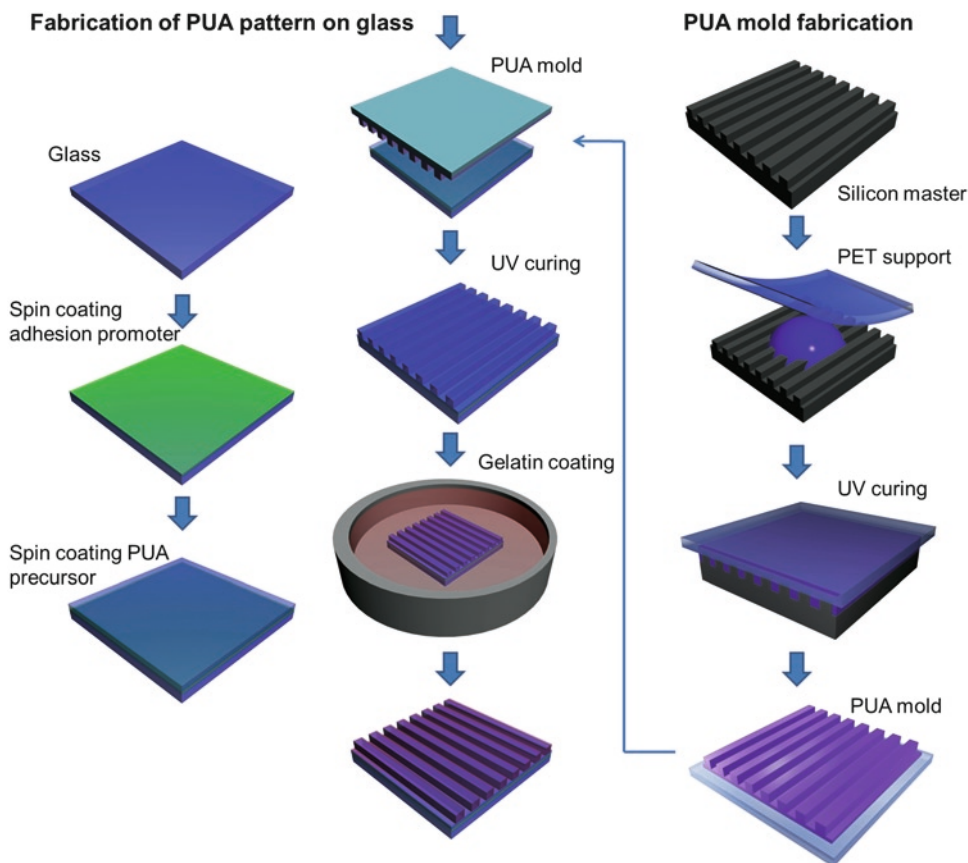 Fabrication of PUA pattern on glass
Glass
Spin coating
adhesion promoter
Spin coating PUA
precursor
PUA mold
UV curing
Gelatin coating
PUA mold fabrication
Silicon master
PET support
UV curing
PUA mold